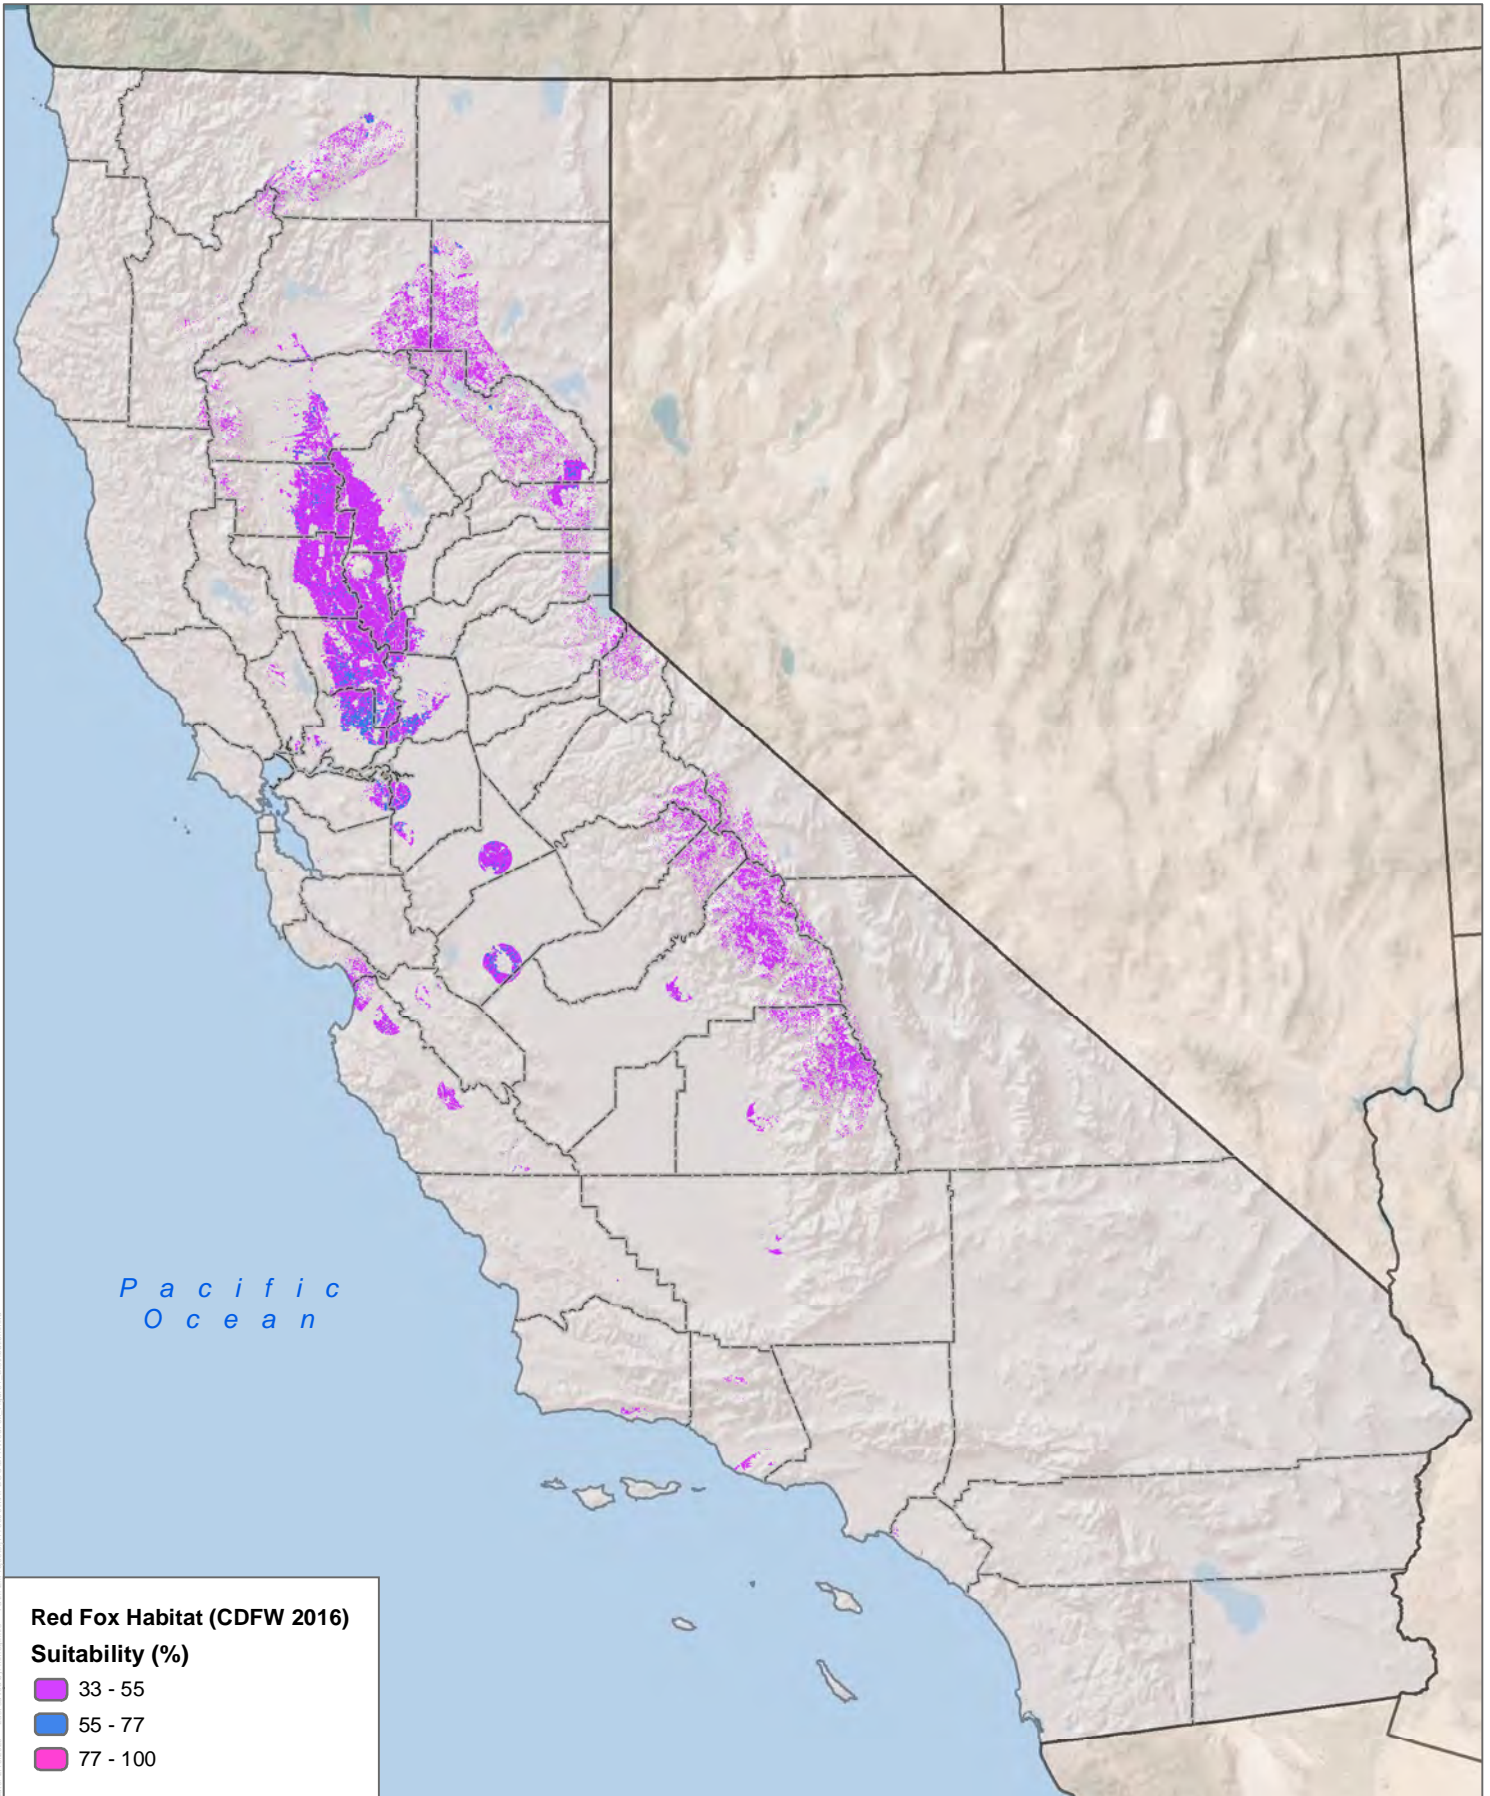 P a c i f i c
O c e a n
Red Fox Habitat (CDFW 2016)
Suitability (%)
33 - 55
55 - 77
77 - 100